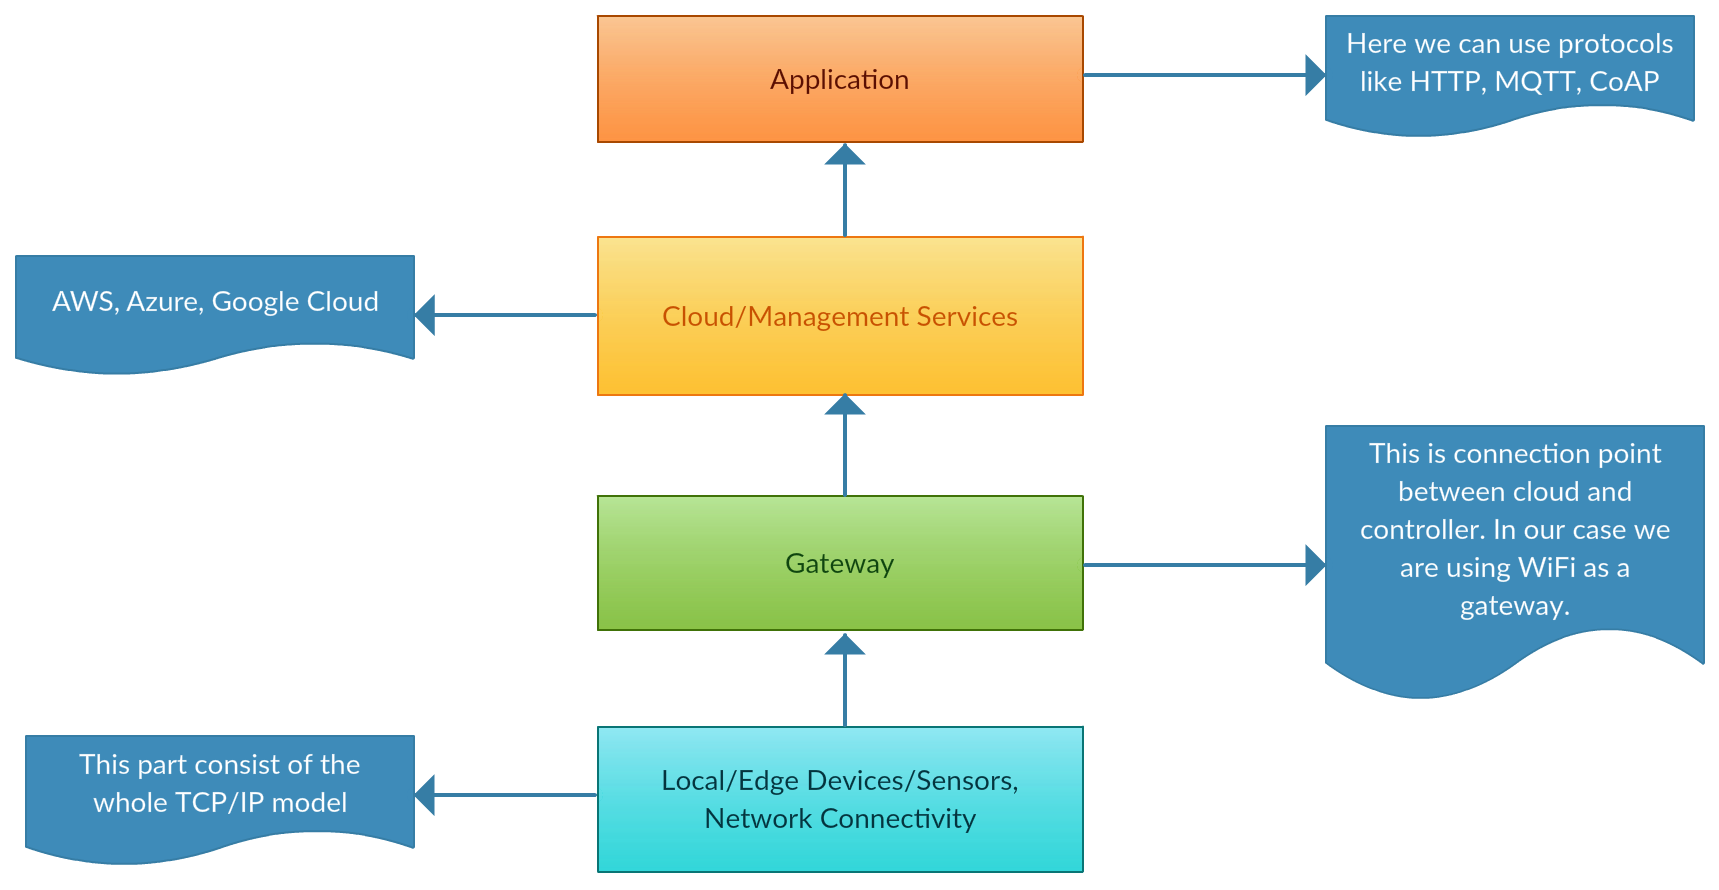 Application
Here we can use protocols
like HTTP, MQTT, CoAP
AWS, Azure, Google Cloud
Cloud/Management Services
This is connection point
between cloud and
controller. In our case we
are using WiFi as a
gateway.
Gateway
This part consist of the
whole TCP/IP model
Local/Edge Devices/Sensors,
Network Connectivity